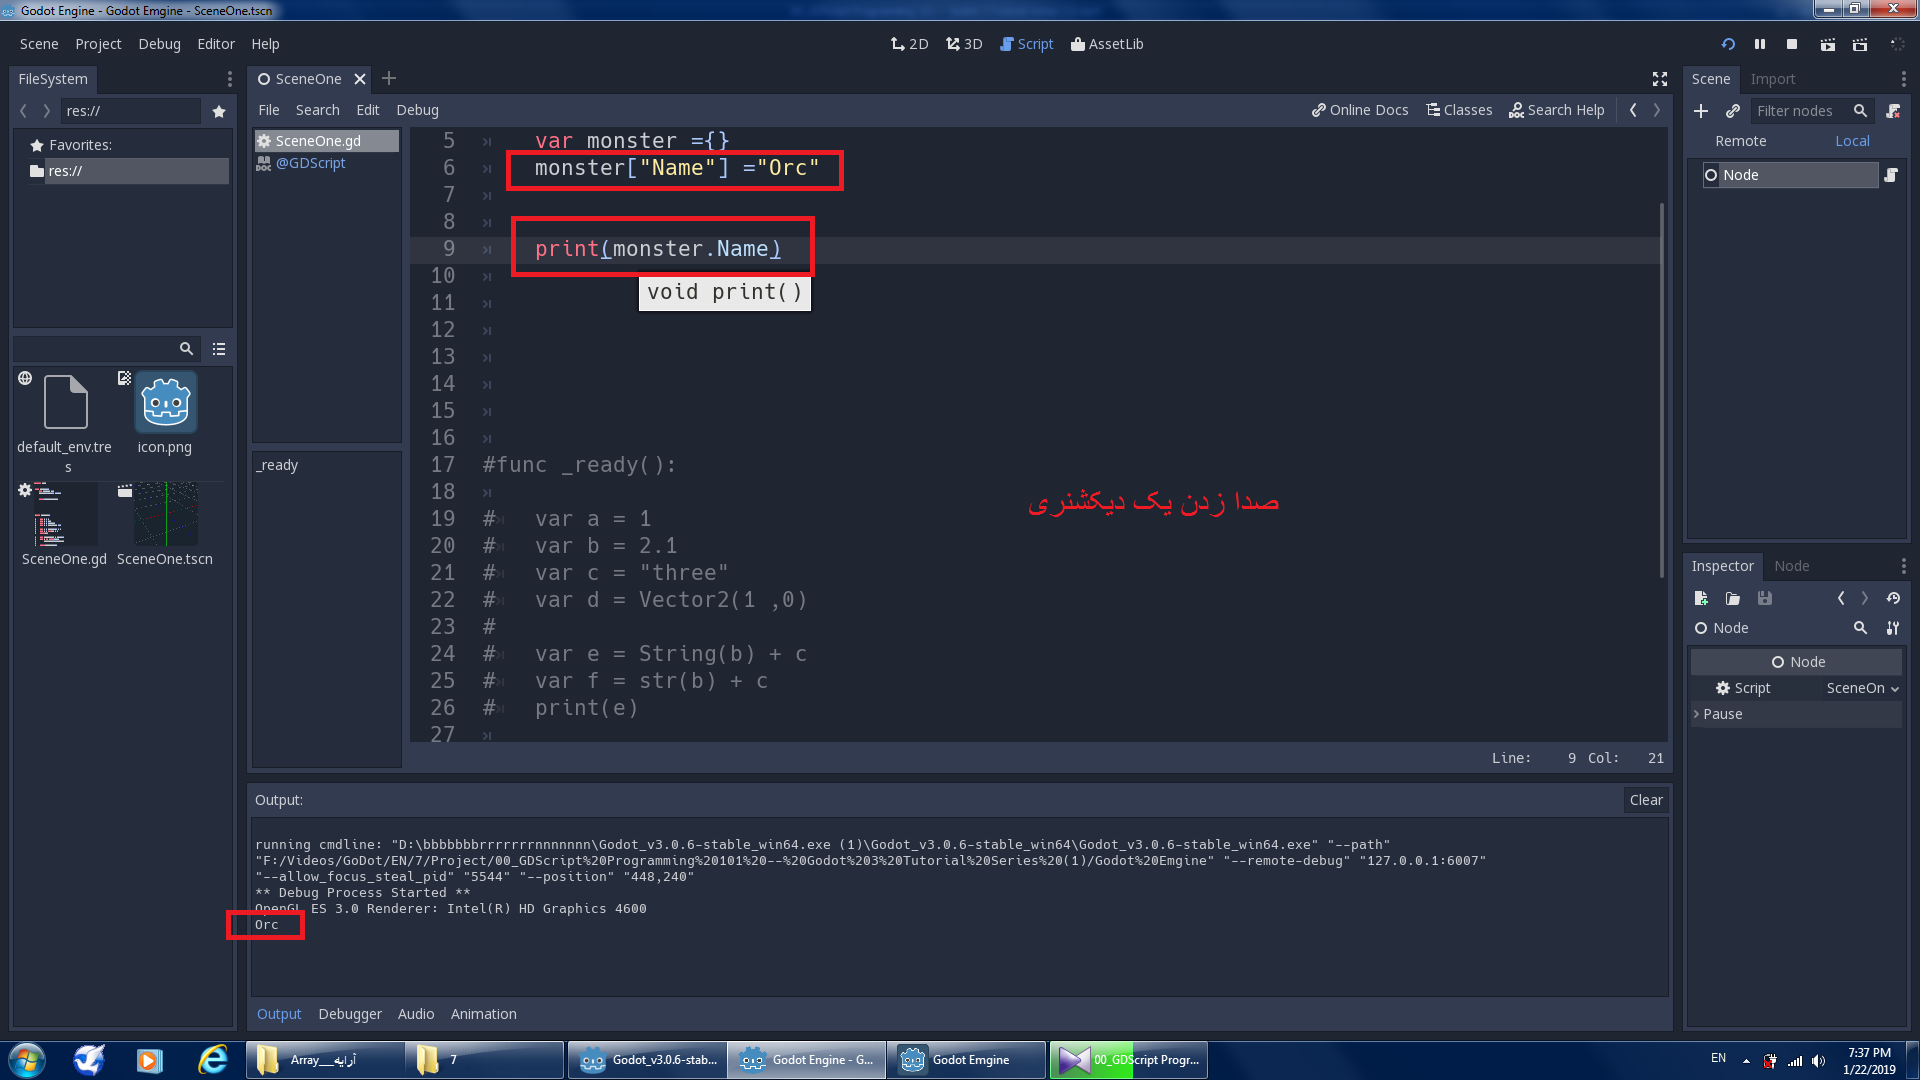 Godot Engine - Godot Emgine - SceneOne.tscn
Scene Project Debug Editor Help
2D 3D Script AssetLib
FileSystem
res://
Favorites:
res://
default_env.tres
icon.png
SceneOne.gd
SceneOne.tscn
SceneOne
File Search Edit Debug
Online Docs Classes Search Help
SceneOne.gd
@GDScript
_ready
5 var monster ={}
6 monster["Name"] ="Orc"
7
8
9 print(monster.Name)
10
void print()
11
12
13
14
15
16
17 #func _ready():
18
صدا زدن یک دیکشنری
19 # var a = 1
20 # var b = 2.1
21 # var c = "three"
22 # var d = Vector2(1 ,0)
23 #
24 # var e = String(b) + c
25 # var f = str(b) + c
26 # print(e)
27
Line: 9 Col: 21
Output:
Clear
running cmdline: "D:\bbbbbbbrrrrrrrnnnnnnn\Godot_v3.0.6-stable_win64.exe (1)\Godot_v3.0.6-stable_win64\Godot_v3.0.6-stable_win64.exe" "--path"
"F:/Videos/GoDot/EN/7/Project/00_GDScript%20Programming%20101%20--%20Godot%203%20Tutorial%20Series%20(1)/Godot%20Emgine" "--remote-debug" "127.0.0.1:6007"
"--allow_focus_steal_pid" "5544" "--position" "448,240"
** Debug Process Started **
OpenGL ES 3.0 Renderer: Intel(R) HD Graphics 4600
Orc
Output Debugger Audio Animation
Scene Import
Filter nodes
Remote Local
Node
Inspector Node
Node
Node
Script SceneOn
Pause
Array__آرایه
7
Godot_v3.0.6-stab...
Godot Engine - G...
Godot Emgine
00_GDScript Progr...
EN
7:37 PM
1/22/2019